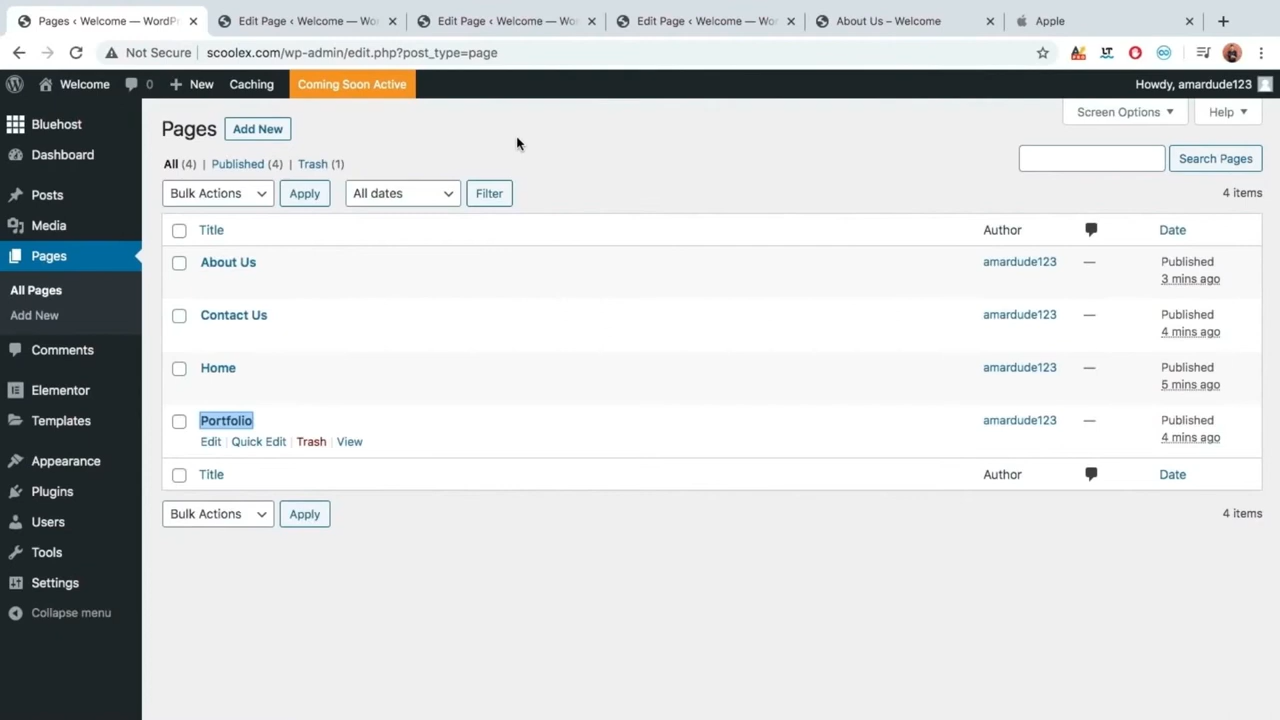 Pages ‹ Welcome — WordPr
Edit Page ‹ Welcome — Wo
Edit Page ‹ Welcome — Wo
Edit Page ‹ Welcome — Wor
About Us – Welcome
Apple
Not Secure
scoolex.com/wp-admin/edit.php?post_type=page
Welcome
0
New
Caching
Coming Soon Active
Howdy, amardude123
Bluehost
Dashboard
Posts
Media
Pages
All Pages
Add New
Comments
Elementor
Templates
Appearance
Plugins
Users
Tools
Settings
Collapse menu
Pages
Add New
Screen Options
Help
All (4) | Published (4) | Trash (1)
Search Pages
Bulk Actions
Apply
All dates
Filter
4 items
Title Author Date
About Us amardude123 — Published
3 mins ago
Contact Us amardude123 — Published
4 mins ago
Home amardude123 — Published
5 mins ago
Portfolio amardude123 — Published
Edit | Quick Edit | Trash | View 4 mins ago
Title Author Date
Bulk Actions
Apply
4 items